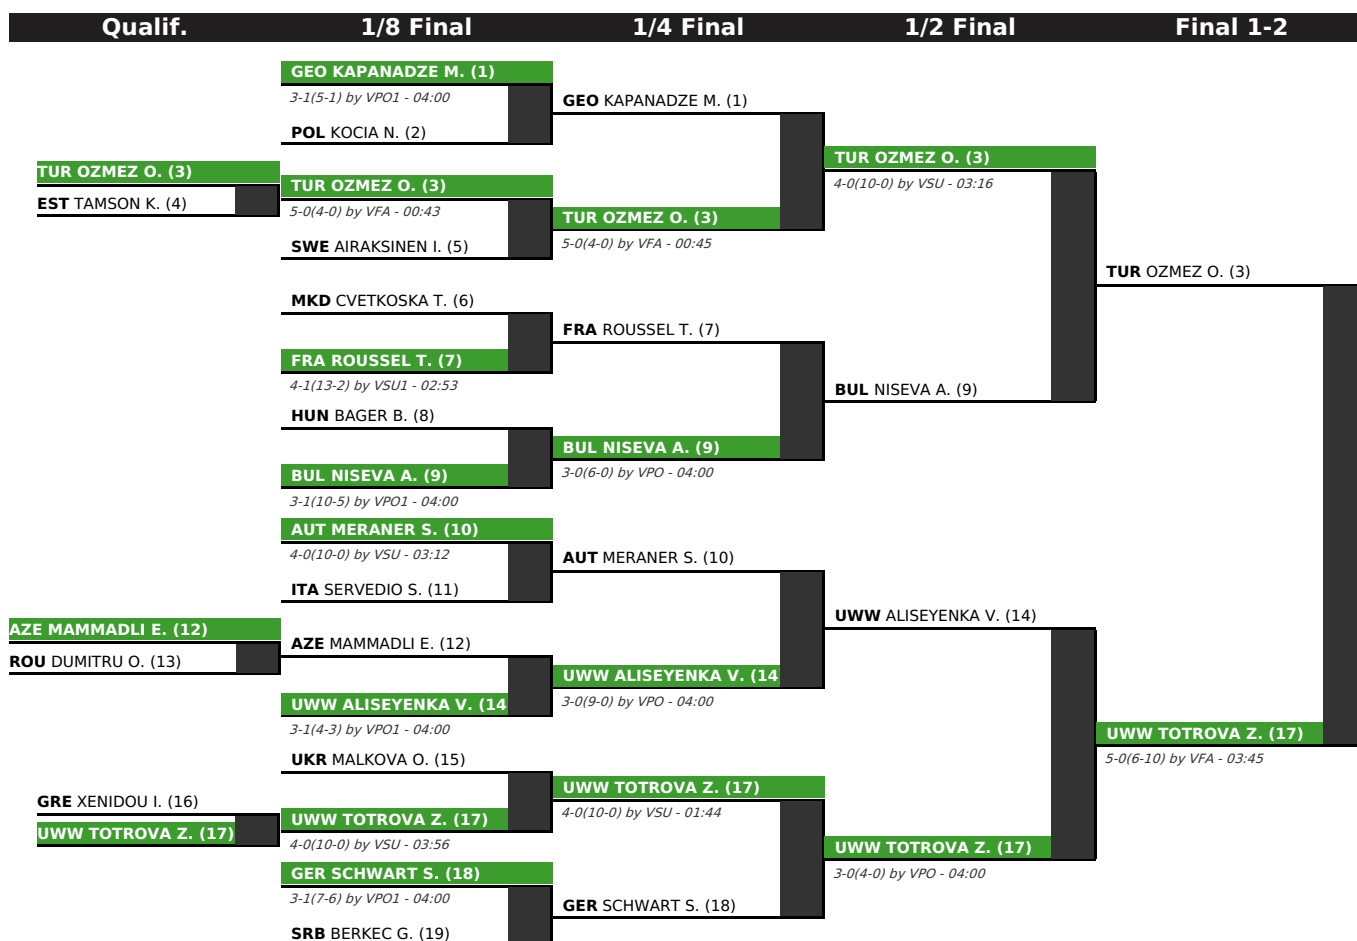 Qualif.
1/8 Final
1/4 Final
1/2 Final
Final 1-2
TUR OZMEZ O. (3)
EST TAMSON K. (4)
AZE MAMMADLI E. (12)
ROU DUMITRU O. (13)
GRE XENIDOU I. (16)
UWW TOTROVA Z. (17)
GEO KAPANADZE M. (1)
3-1(5-1) by VPO1 - 04:00
POL KOCIA N. (2)
TUR OZMEZ O. (3)
5-0(4-0) by VFA - 00:43
SWE AIRAKSINEN I. (5)
MKD CVETKOSKA T. (6)
FRA ROUSSEL T. (7)
4-1(13-2) by VSU1 - 02:53
HUN BAGER B. (8)
BUL NISEVA A. (9)
3-1(10-5) by VPO1 - 04:00
AUT MERANER S. (10)
4-0(10-0) by VSU - 03:12
ITA SERVEDIO S. (11)
AZE MAMMADLI E. (12)
UWW ALISEYENKA V. (14
3-1(4-3) by VPO1 - 04:00
UKR MALKOVA O. (15)
UWW TOTROVA Z. (17)
4-0(10-0) by VSU - 03:56
GER SCHWART S. (18)
3-1(7-6) by VPO1 - 04:00
SRB BERKEC G. (19)
GEO KAPANADZE M. (1)
TUR OZMEZ O. (3)
5-0(4-0) by VFA - 00:45
FRA ROUSSEL T. (7)
BUL NISEVA A. (9)
3-0(6-0) by VPO - 04:00
AUT MERANER S. (10)
UWW ALISEYENKA V. (14
3-0(9-0) by VPO - 04:00
UWW TOTROVA Z. (17)
4-0(10-0) by VSU - 01:44
GER SCHWART S. (18)
TUR OZMEZ O. (3)
4-0(10-0) by VSU - 03:16
BUL NISEVA A. (9)
UWW ALISEYENKA V. (14)
UWW TOTROVA Z. (17)
3-0(4-0) by VPO - 04:00
TUR OZMEZ O. (3)
UWW TOTROVA Z. (17)
5-0(6-10) by VFA - 03:45